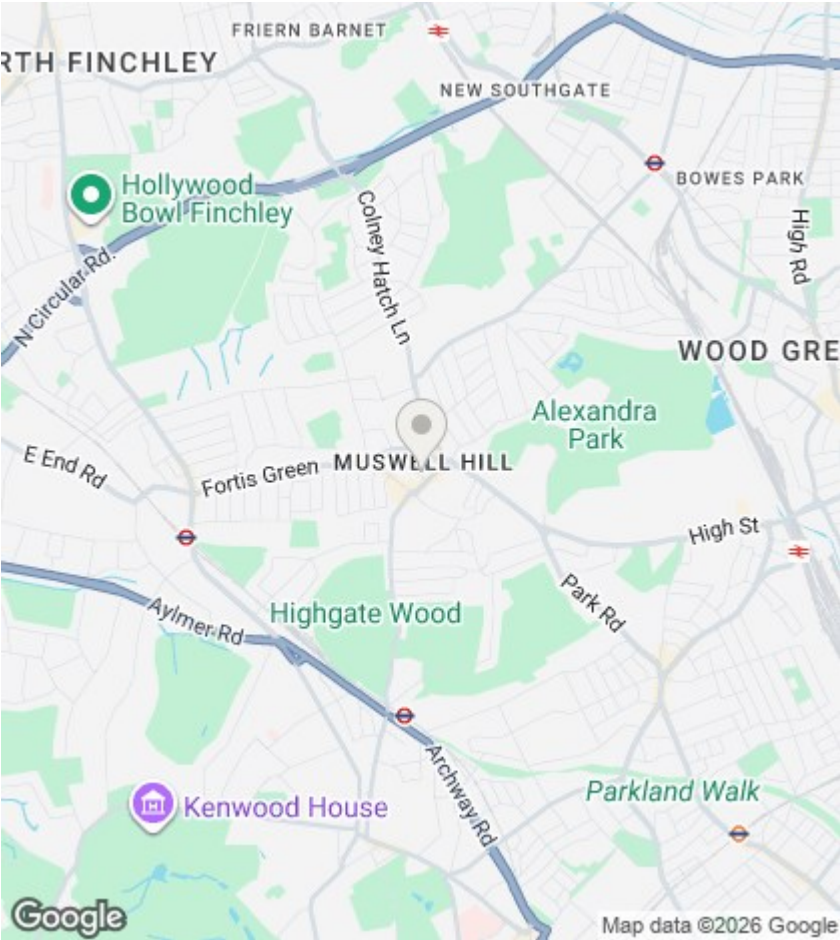 FRIERN BARNET
RTH FINCHLEY
NEW SOUTHGATE
BOWES PARK
Hollywood
Bowl Finchley
Colney Hatch Ln
High Rd
N Circular Rd.
WOOD GRE
Alexandra
Park
E End Rd
Fortis Green
MUSWELL HILL
High St
Park Rd
Highgate Wood
Aylmer Rd
Archway Rd
Parkland Walk
Kenwood House
Google
Map data ©2026 Google